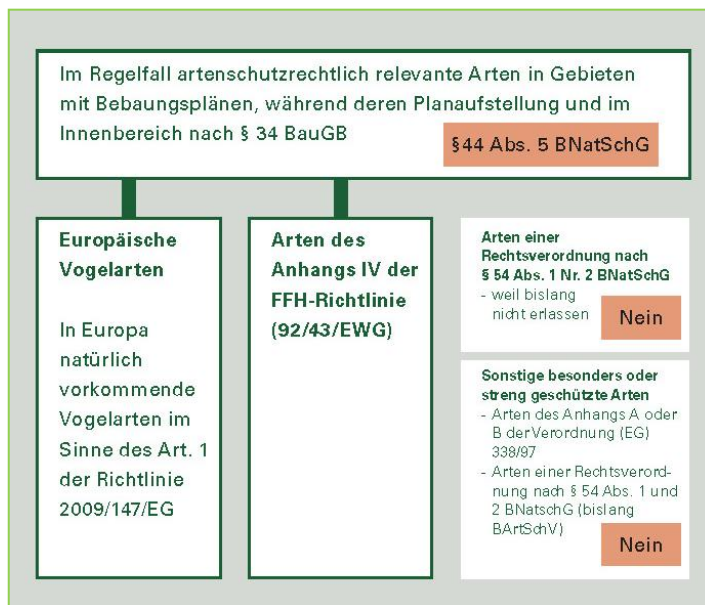 Im Regelfall artenschutzrechtlich relevante Arten in Gebieten
mit Bebaungsplänen, während deren Planaufstellung und im
Innenbereich nach § 34 BauGB
§44 Abs. 5 BNatSchG
Europäische
Vogelarten
In Europa
natürlich
vorkommende
Vogelarten im
Sinne des Art. 1
der Richtlinie
2009/147/EG
Arten des
Anhangs IV der
FFH-Richtlinie
(92/43/EWG)
Arten einer
Rechtsverordnung nach
§ 54 Abs. 1 Nr. 2 BNatSchG
- weil bislang
nicht erlassen
Nein
Sonstige besonders oder
streng geschützte Arten
- Arten des Anhangs A oder
B der Verordnung (EG)
338/97
- Arten einer Rechtsverord-
nung nach § 54 Abs. 1 und
2 BNatschG (bislang
BArtSchV)
Nein